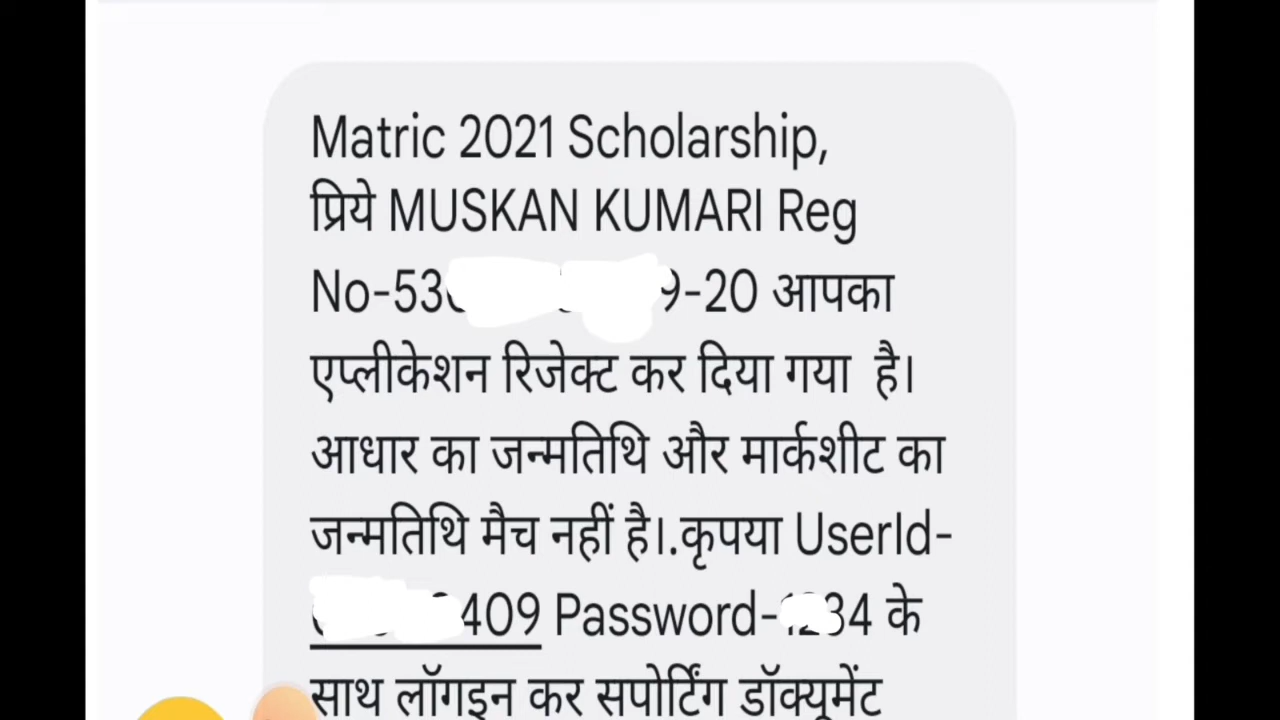 Matric 2021 Scholarship,
प्रिये MUSKAN KUMARI Reg
No-53 9-20 आपका
एप्लीकेशन रिजेक्ट कर दिया गया है।
आधार का जन्मतिथि और मार्कशीट का
जन्मतिथि मैच नहीं है।.कृपया UserId-
409 Password- 34 के
साथ लॉगइन कर सपोर्टिंग डॉक्यूमेंट